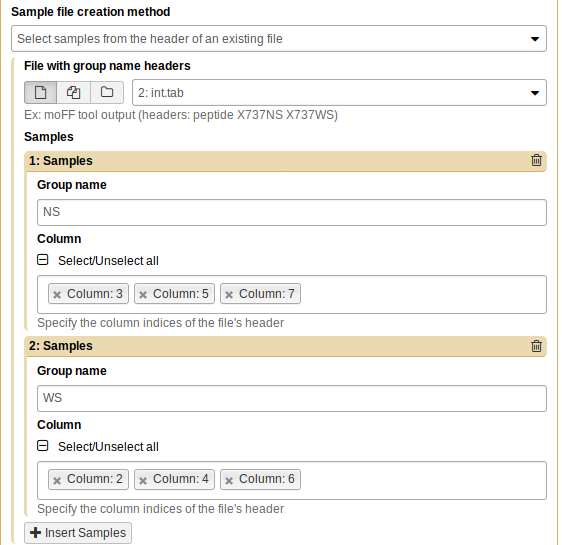 Sample file creation method
Select samples from the header of an existing file
File with group name headers
2: int.tab
Ex: moFF tool output (headers: peptide X737NS X737WS)
Samples
1: Samples
Group name
NS
Column
Select/Unselect all
Column: 3 Column: 5 Column: 7
Specify the column indices of the file's header
2: Samples
Group name
WS
Column
Select/Unselect all
Column: 2 Column: 4 Column: 6
Specify the column indices of the file's header
Insert Samples